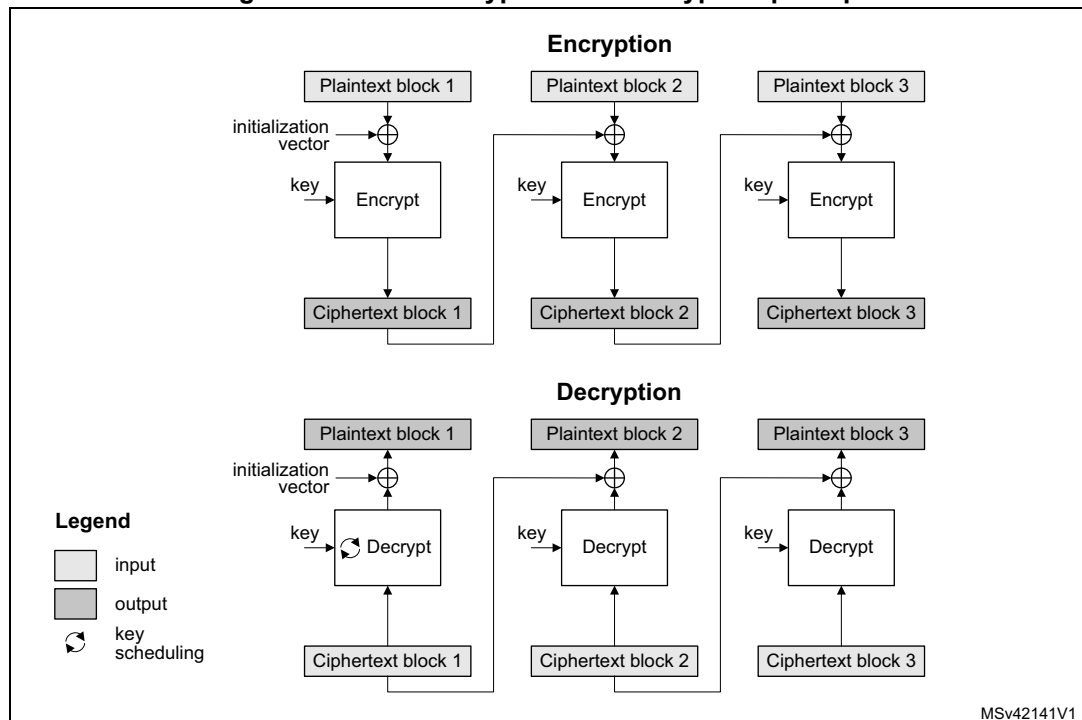 Encryption
Plaintext block 1
Plaintext block 2
Plaintext block 3
initialization
vector
key
Encrypt
key
Encrypt
key
Encrypt
Ciphertext block 1
Ciphertext block 2
Ciphertext block 3
Decryption
Plaintext block 1
Plaintext block 2
Plaintext block 3
initialization
vector
key
Decrypt
key
Decrypt
key
Decrypt
Legend
input
output
key
scheduling
Ciphertext block 1
Ciphertext block 2
Ciphertext block 3
MSv42141V1